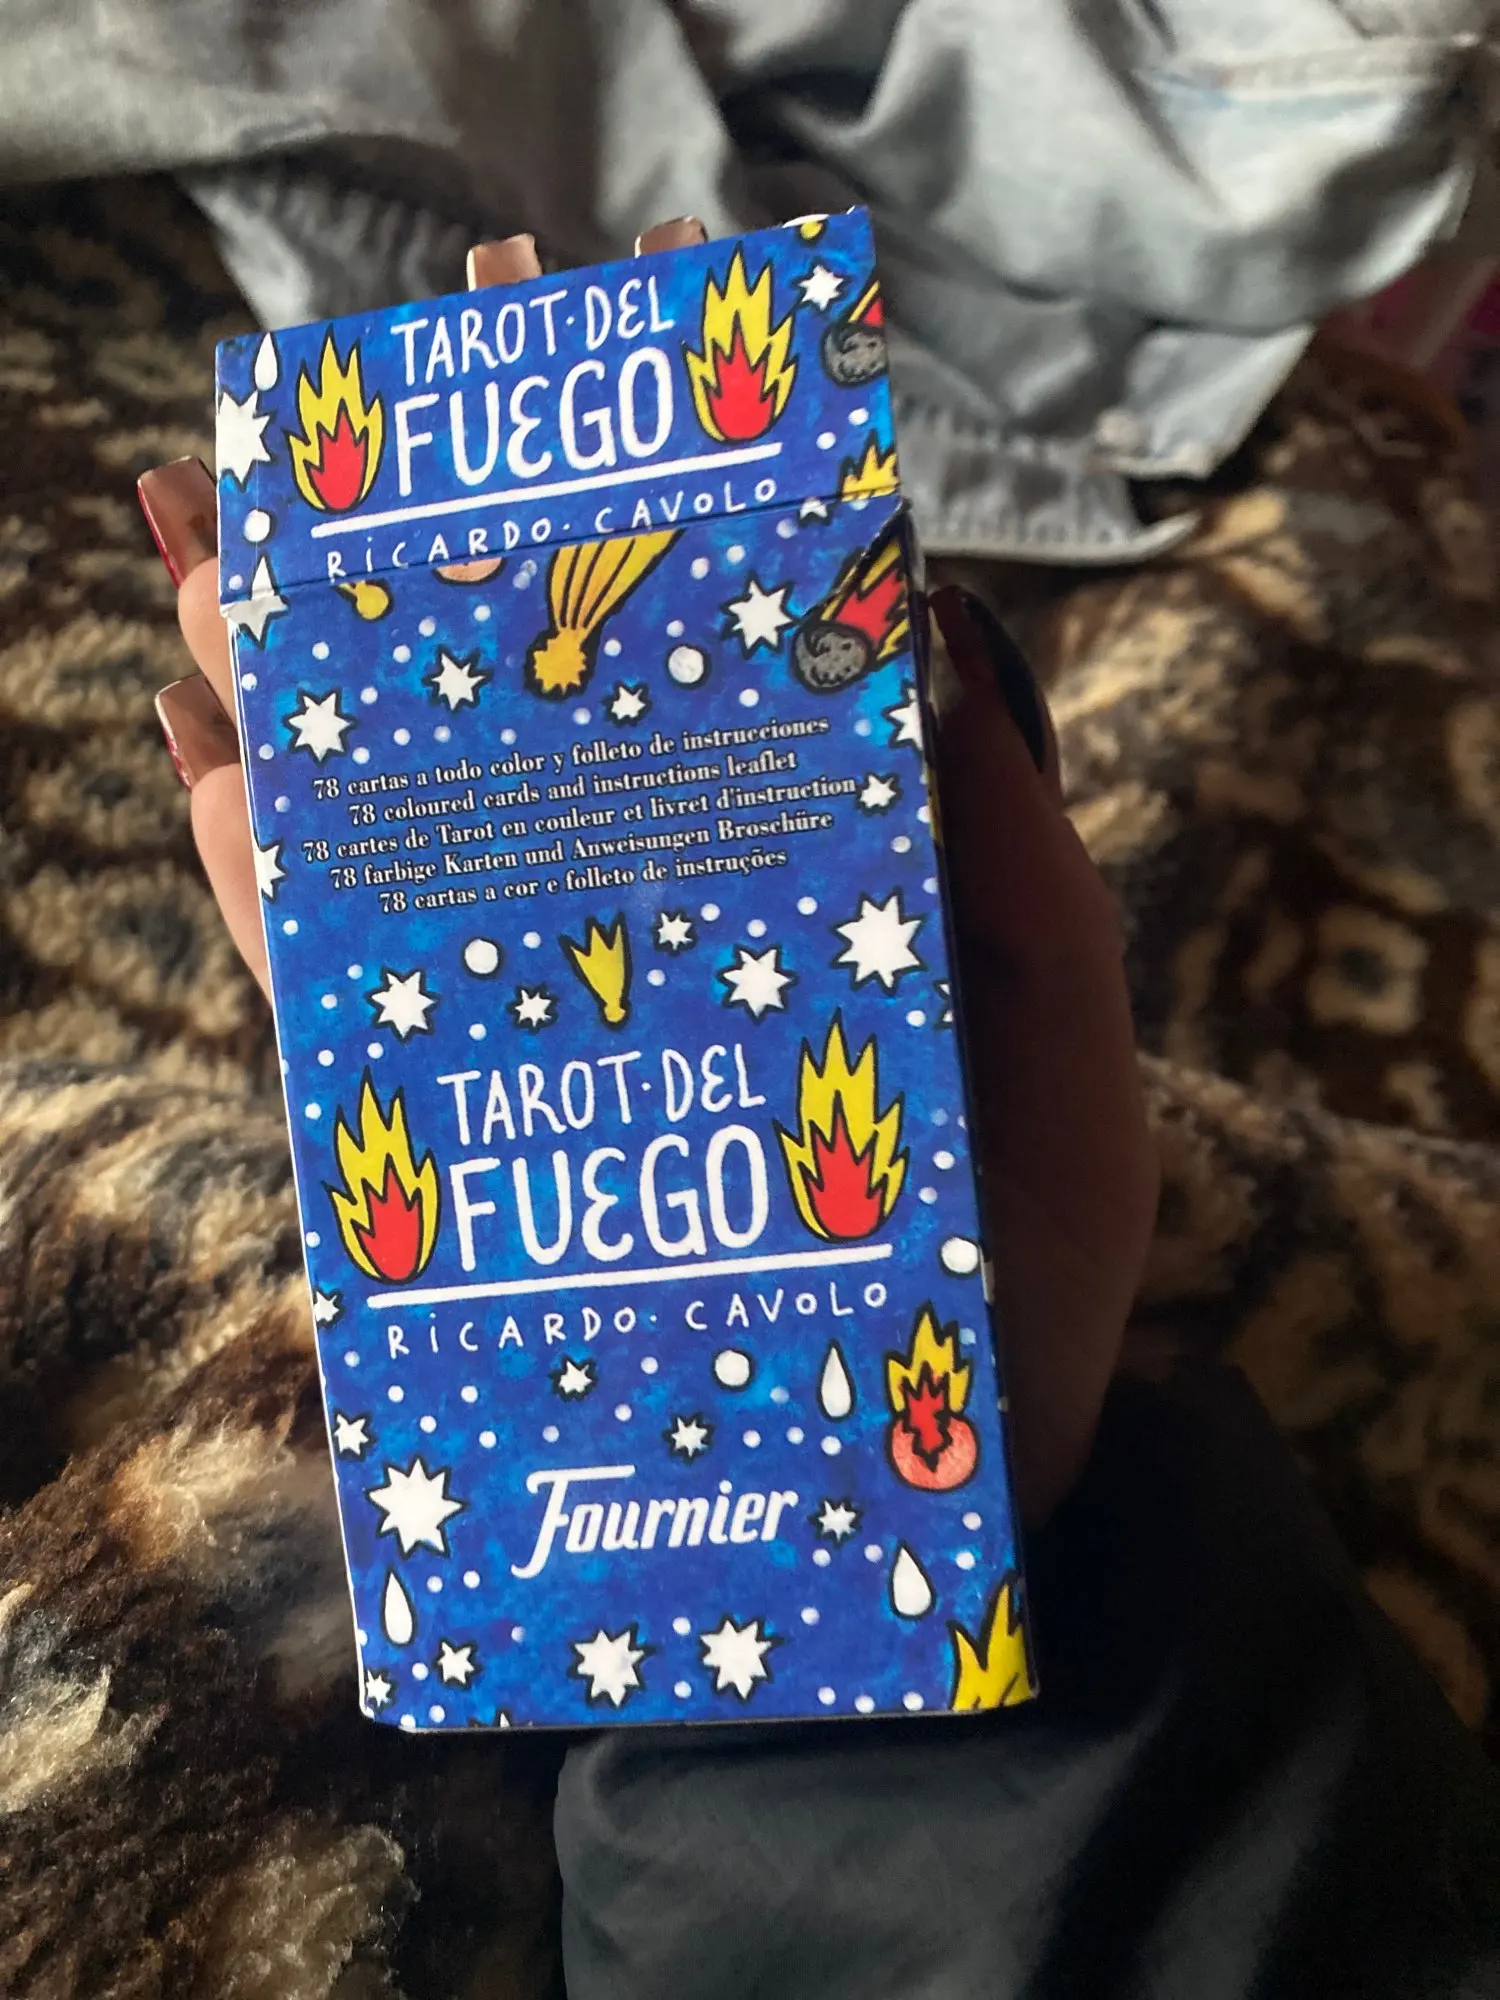 TAROT·DEL
FUEGO
RiCARDO·CAVOLO
78 cartas a todo color y folleto de instrucciones
78 coloured cards and instructions leaflet
78 cartes de Tarot en couleur et livret d'instruction
78 farbige Karten und Anweisungen Broschüre
78 cartas a cor e folleto de instruções
TAROT·DEL
FUEGO
RiCARDO·CAVOLO
Fournier